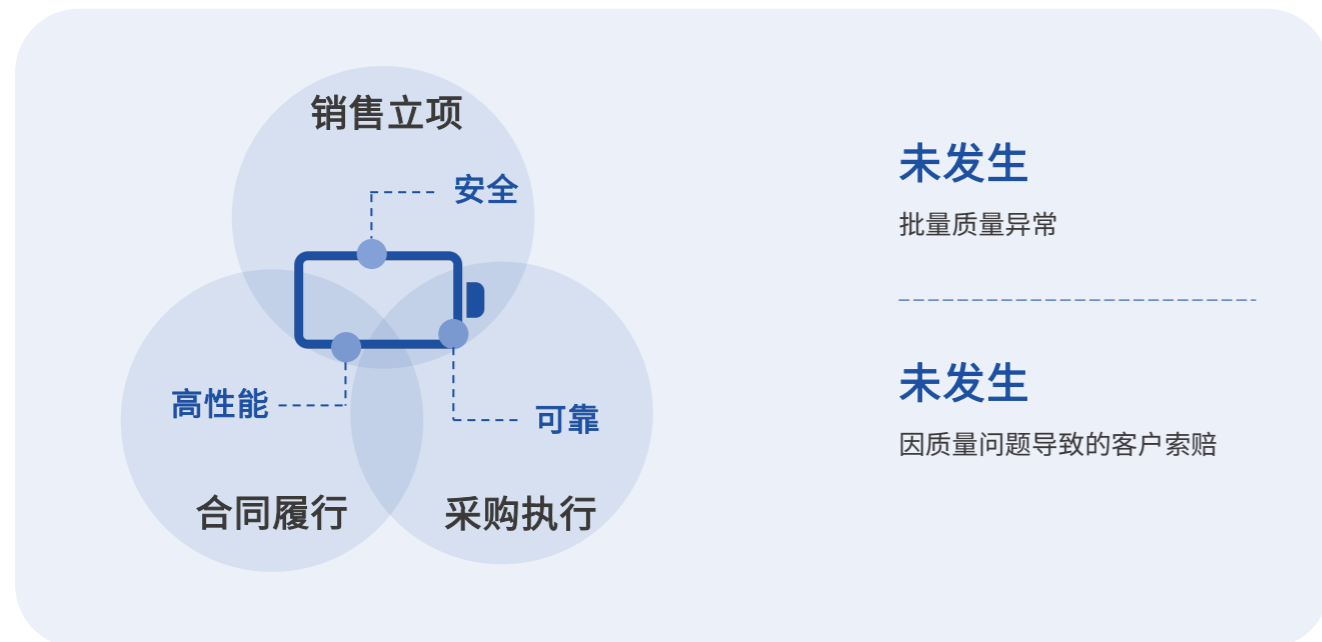 销售立项
安全
高性能
可靠
合同履行
采购执行
未发生
批量质量异常
未发生
因质量问题导致的客户索赔